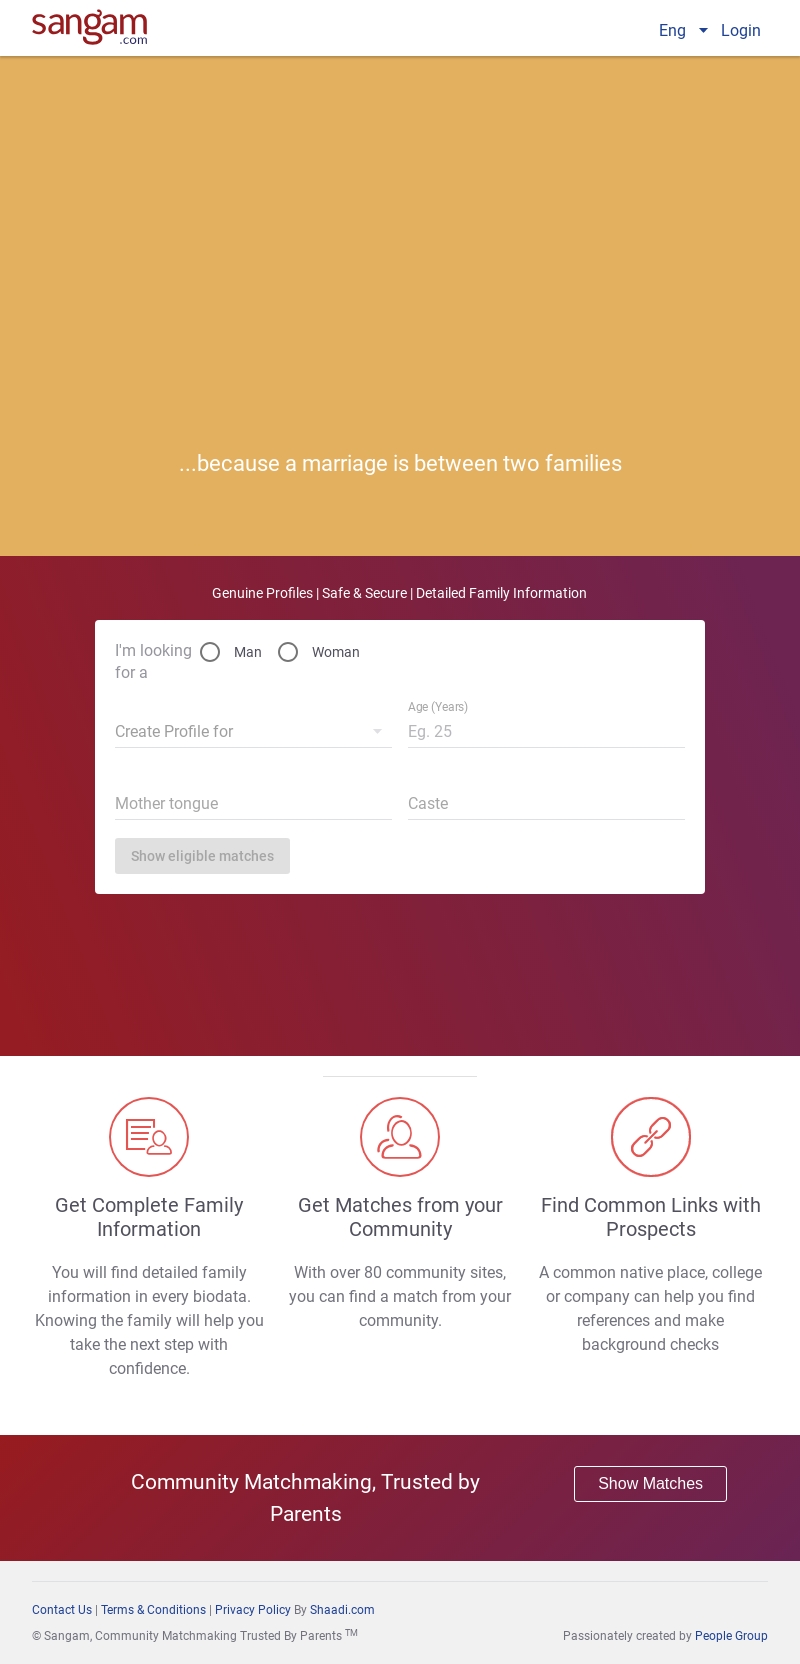 sangam
.com
Eng Login
...because a marriage is between two families
Genuine Profiles | Safe & Secure | Detailed Family Information
I'm looking
for a
Man Woman
Age (Years)
Create Profile for
Eg. 25
Mother tongue
Caste
Show eligible matches
Get Complete Family
Information
You will find detailed family
information in every biodata.
Knowing the family will help you
take the next step with
confidence.
Get Matches from your
Community
With over 80 community sites,
you can find a match from your
community.
Find Common Links with
Prospects
A common native place, college
or company can help you find
references and make
background checks
Community Matchmaking, Trusted by
Parents
Show Matches
Contact Us | Terms & Conditions | Privacy Policy By Shaadi.com
© Sangam, Community Matchmaking Trusted By Parents TM
Passionately created by People Group